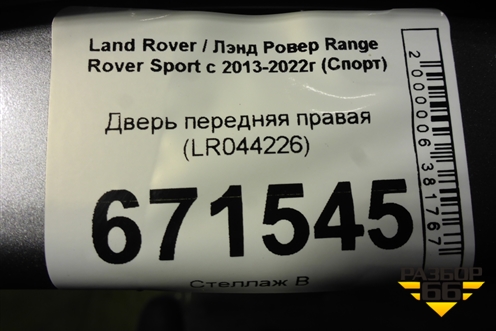 Land Rover / Лэнд Ровер Range
Rover Sport с 2013-2022г (Спорт)
Дверь передняя правая
(LR044226)
671545
Стеллаж В
2000006381767
РАЗБОР
66